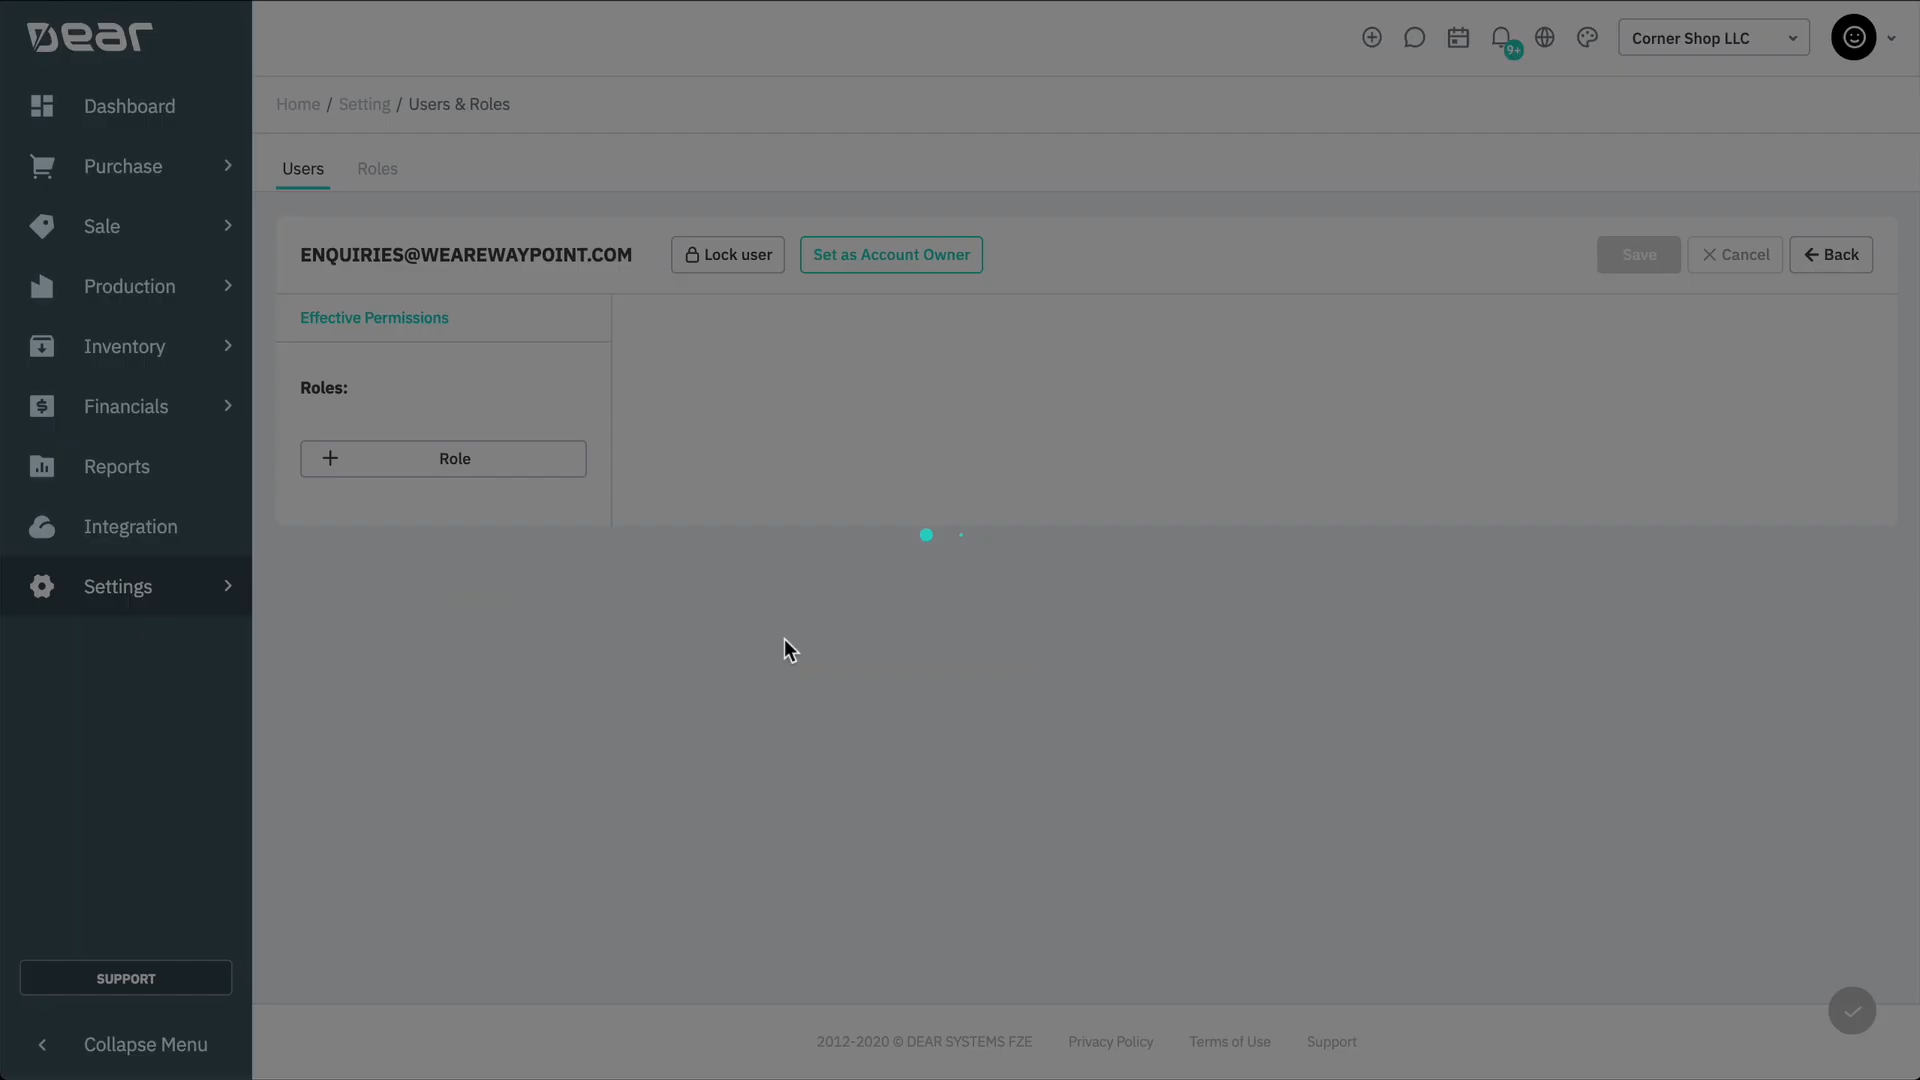 Dear
9+
Corner Shop LLC
Dashboard
Purchase
Sale
Production
Inventory
Financials
Reports
Integration
Settings
SUPPORT
Collapse Menu
Home / Setting / Users & Roles
Users Roles
ENQUIRIES@WEAREWAYPOINT.COM Lock user Set as Account Owner Save Cancel Back
Effective Permissions
Roles:
+ Role
2012-2020 © DEAR SYSTEMS FZE Privacy Policy Terms of Use Support